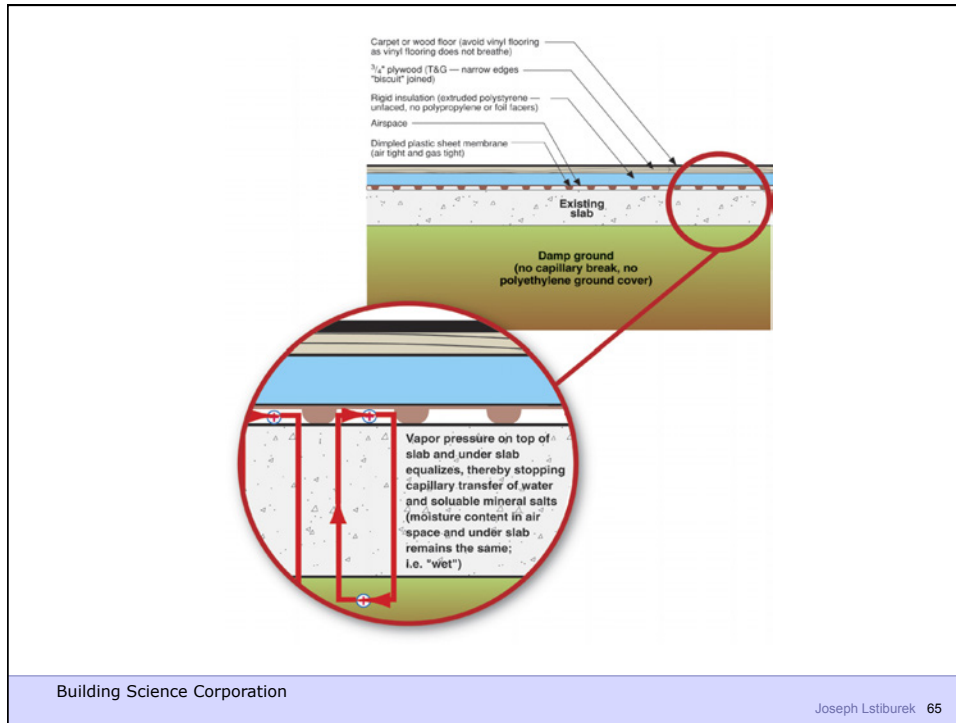 Carpet or wood floor (avoid vinyl flooring
as vinyl flooring does not breathe)
3/4" plywood (T&G — narrow edges
"biscuit" joined)
Rigid insulation (extruded polystyrene —
unfaced, no polypropylene or foil facers)
Airspace
Dimpled plastic sheet membrane
(air tight and gas tight)
Existing
slab
Damp ground
(no capillary break, no
polyethylene ground cover)
Vapor pressure on top of
slab and under slab
equalizes, thereby stopping
capillary transfer of water
and soluable mineral salts
(moisture content in air
space and under slab
remains the same;
i.e. "wet")
Building Science Corporation
Joseph Lstiburek 65